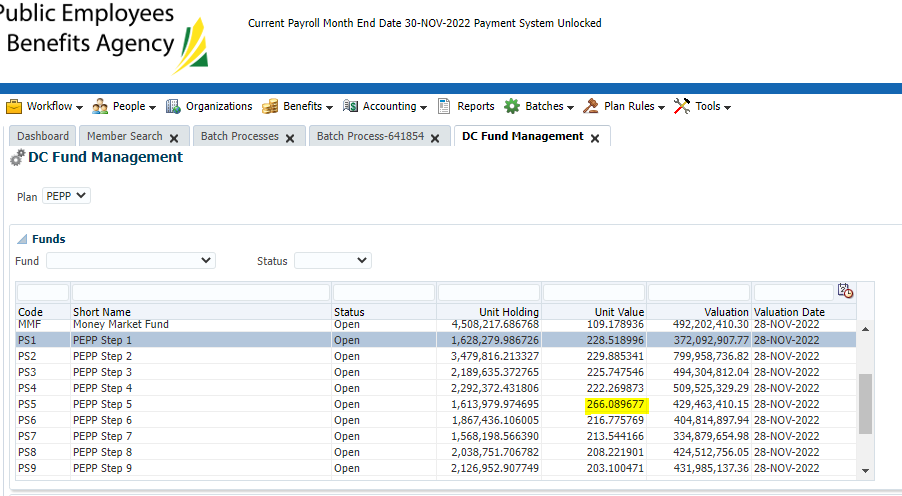 Public Employees
Benefits Agency
Current Payroll Month End Date 30-NOV-2022 Payment System Unlocked
Workflow People Organizations Benefits Accounting Reports Batches Plan Rules Tools
Dashboard Member Search Batch Processes Batch Process-641854 DC Fund Management
DC Fund Management
Plan PEPP
Funds
Fund Status
Code Short Name Status Unit Holding Unit Value Valuation Valuation Date
MMF Money Market Fund Open 4,508,217.686768 109.178936 492,202,410.30 28-NOV-2022
PS1 PEPP Step 1 Open 1,628,279.986726 228.518996 372,092,907.77 28-NOV-2022
PS2 PEPP Step 2 Open 3,479,816.213327 229.885341 799,958,736.82 28-NOV-2022
PS3 PEPP Step 3 Open 2,189,635.372765 225.747546 494,304,812.04 28-NOV-2022
PS4 PEPP Step 4 Open 2,292,372.431806 222.269873 509,525,329.29 28-NOV-2022
PS5 PEPP Step 5 Open 1,613,979.974695 266.089677 429,463,410.15 28-NOV-2022
PS6 PEPP Step 6 Open 1,867,436.106005 216.775769 404,814,897.94 28-NOV-2022
PS7 PEPP Step 7 Open 1,568,198.566390 213.544166 334,879,654.98 28-NOV-2022
PS8 PEPP Step 8 Open 2,038,751.706782 208.221901 424,512,756.05 28-NOV-2022
PS9 PEPP Step 9 Open 2,126,952.907749 203.100471 431,985,137.36 28-NOV-2022